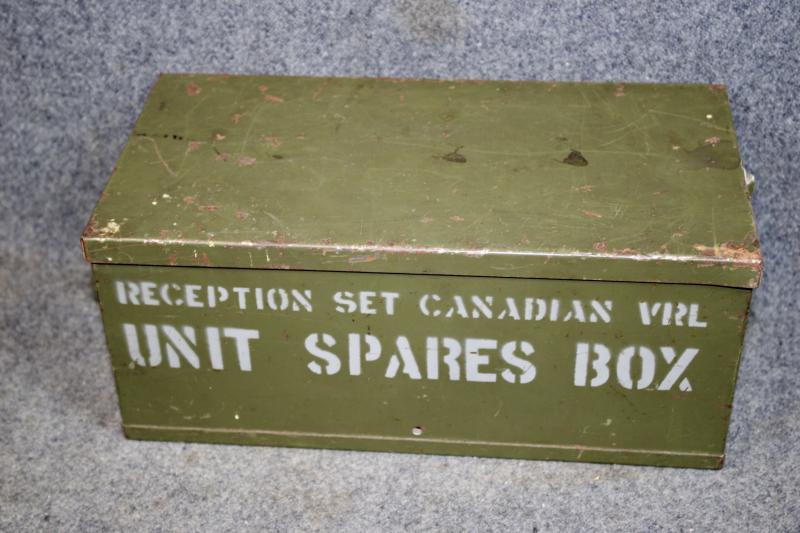 RECEPTION SET CANADIAN VRL
UNIT SPARES BOX